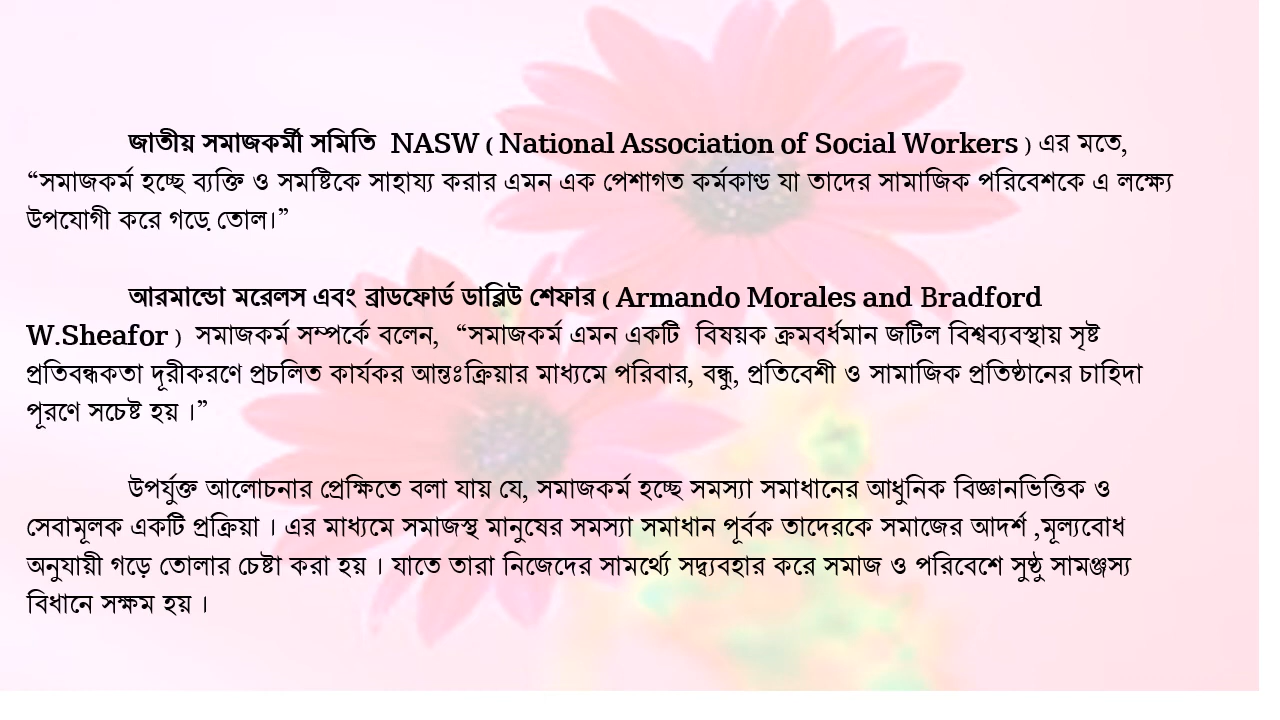 জাতীয় সমাজকর্মী সমিতি NASW ( National Association of Social Workers ) এর মতে,
“সমাজকর্ম হচ্ছে ব্যক্তি ও সমষ্টিকে সাহায্য করার এমন এক পেশাগত কর্মকান্ড যা তাদের সামাজিক পরিবেশকে এ লক্ষ্যে
উপযোগী করে গড়ে তোল।”
আরমান্ডো মরেলস এবং ব্রাডফোর্ড ডাব্লিউ শেফার ( Armando Morales and Bradford
W.Sheafor ) সমাজকর্ম সম্পর্কে বলেন, “সমাজকর্ম এমন একটি বিষয়ক ক্রমবর্ধমান জটিল বিশ্বব্যবস্থায় সৃষ্ট
প্রতিবন্ধকতা দূরীকরণে প্রচলিত কার্যকর আন্তঃক্রিয়ার মাধ্যমে পরিবার, বন্ধু, প্রতিবেশী ও সামাজিক প্রতিষ্ঠানের চাহিদা
পূরণে সচেষ্ট হয় ।”
উপর্যুক্ত আলোচনার প্রেক্ষিতে বলা যায় যে, সমাজকর্ম হচ্ছে সমস্যা সমাধানের আধুনিক বিজ্ঞানভিত্তিক ও
সেবামূলক একটি প্রক্রিয়া । এর মাধ্যমে সমাজস্থ মানুষের সমস্যা সমাধান পূর্বক তাদেরকে সমাজের আদর্শ ,মূল্যবোধ
অনুযায়ী গড়ে তোলার চেষ্টা করা হয় । যাতে তারা নিজেদের সামর্থ্যে সদ্ব্যবহার করে সমাজ ও পরিবেশে সুষ্ঠু সামঞ্জস্য
বিধানে সক্ষম হয় ।